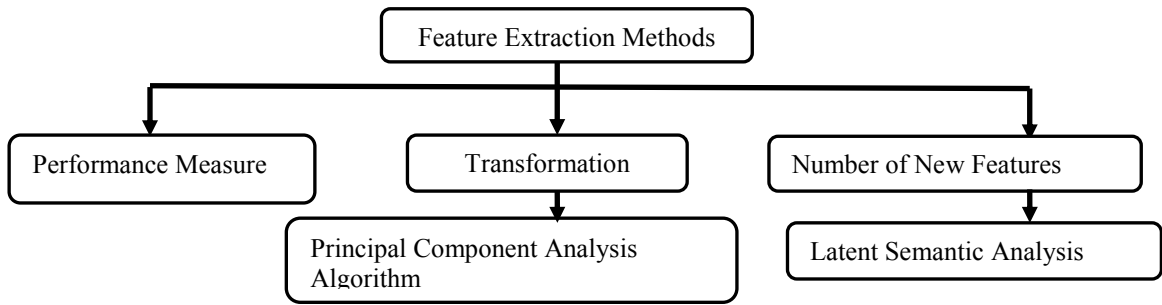 Feature Extraction Methods
Performance Measure
Transformation
Number of New Features
Principal Component Analysis
Algorithm
Latent Semantic Analysis